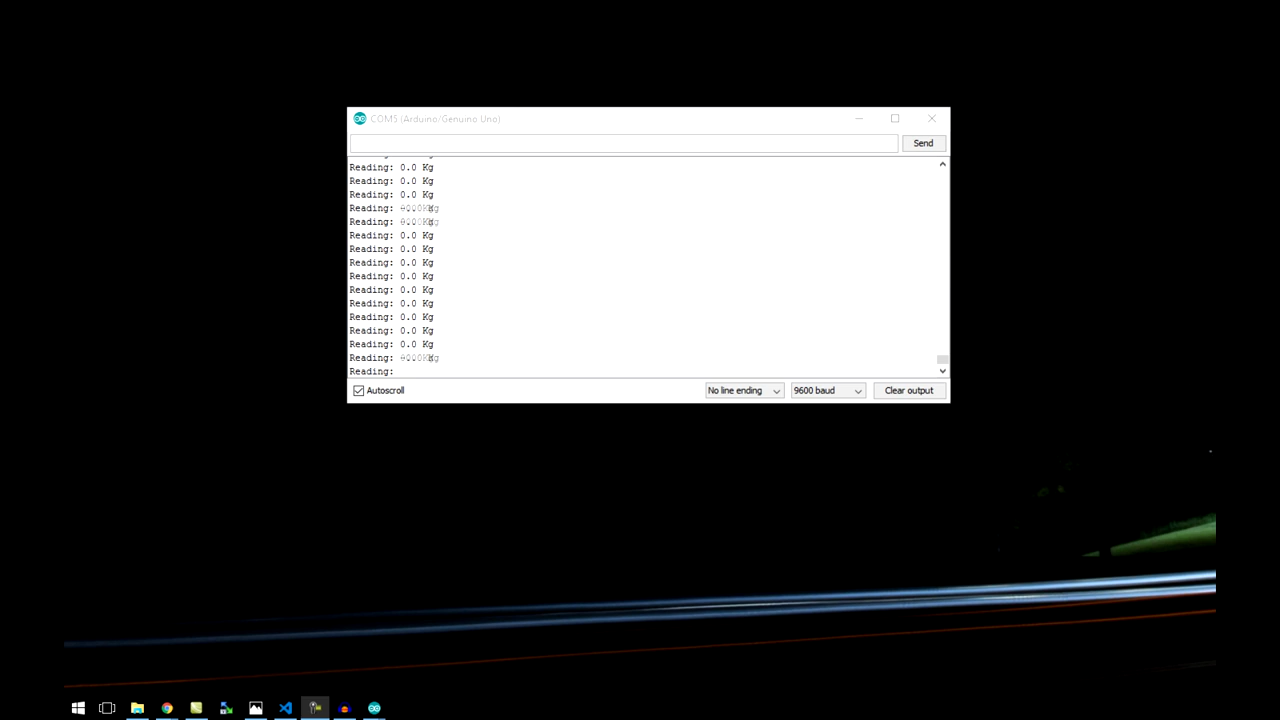 COM5 (Arduino/Genuino Uno)
Send
Reading: 0.0 Kg
Reading: 0.0 Kg
Reading: 0.0 Kg
Reading:
Reading:
Reading: 0.0 Kg
Reading: 0.0 Kg
Reading: 0.0 Kg
Reading: 0.0 Kg
Reading: 0.0 Kg
Reading: 0.0 Kg
Reading: 0.0 Kg
Reading: 0.0 Kg
Reading: 0.0 Kg
Reading:
Reading:
Autoscroll No line ending 9600 baud Clear output